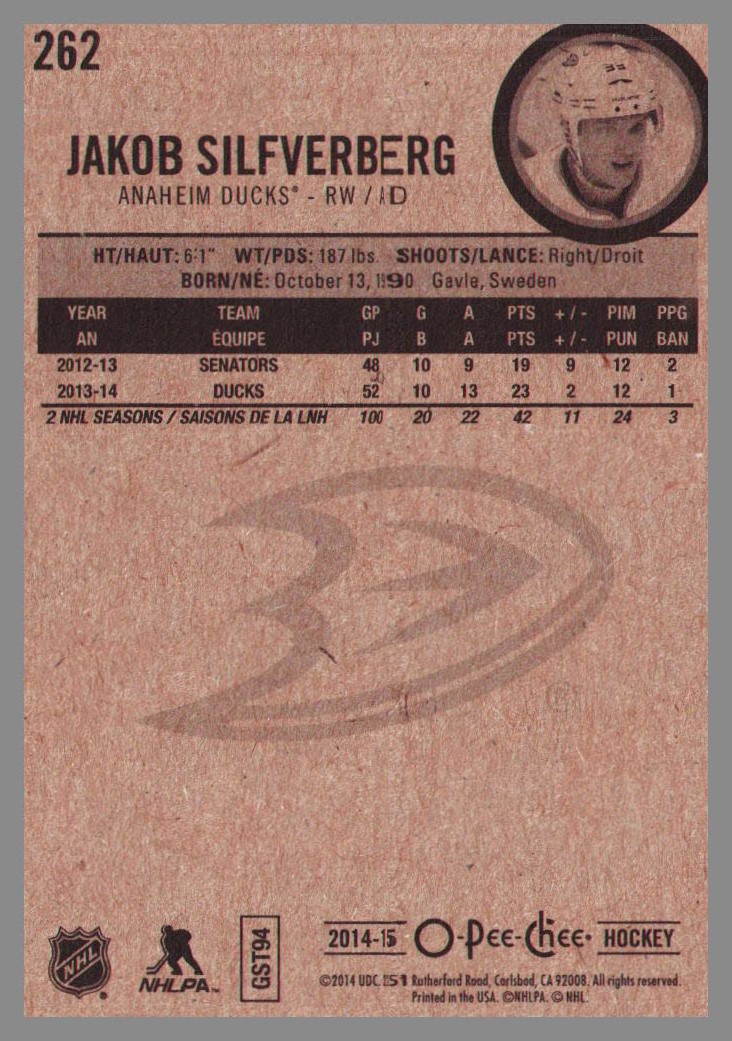 262
JAKOB SILFVERBERG
ANAHEIM DUCKS® - RW / AD
HT/HAUT: 6'1" WT/PDS: 187 lbs. SHOOTS/LANCE: Right/Droit
BORN/NÉ: October 13, 1990 Gavle, Sweden
YEAR TEAM GP G A PTS +/- PIM PPG
AN ÉQUIPE PJ B A PTS +/- PUN BAN
2012-13 SENATORS 48 10 9 19 9 12 2
2013-14 DUCKS 52 10 13 23 2 12 1
2 NHL SEASONS / SAISONS DE LA LNH 100 20 22 42 11 24 3
NHL
NHLPA™
GST94
2014-15 O-Pee-Chee® HOCKEY
©2014 UDC. Rutherford Road, Carlsbad, CA 92008. All rights reserved.
Printed in the USA. ©NHLPA. © NHL.